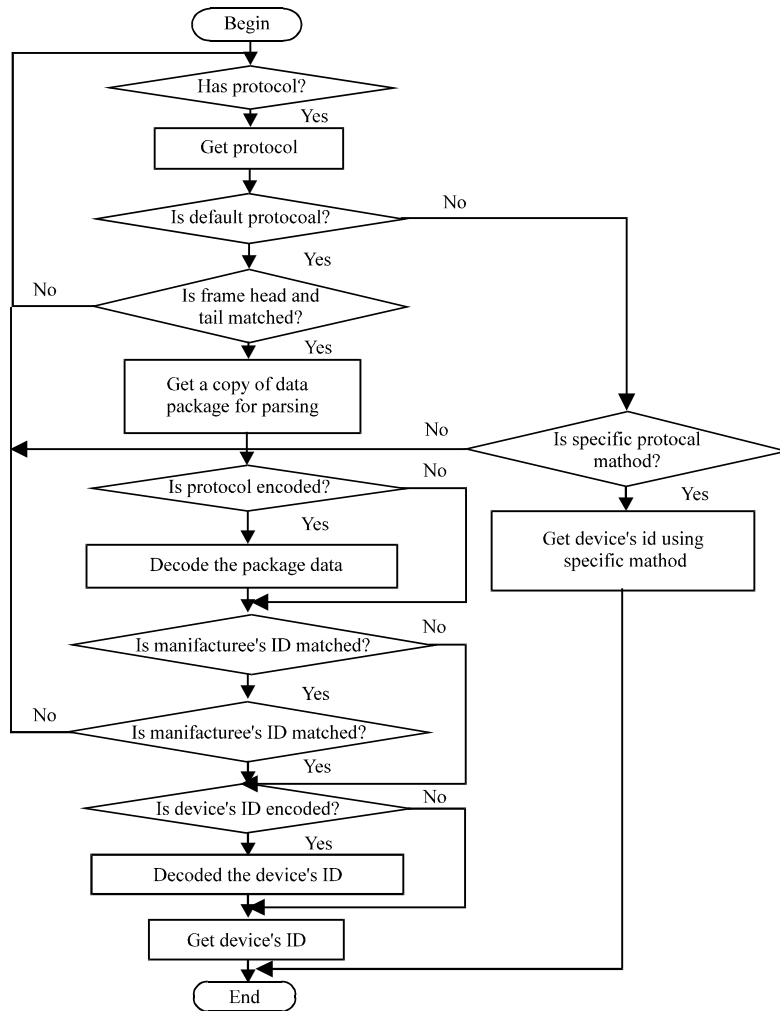 Begin
Has protocol?
Yes
Get protocol
Is default protocoal?
No
Yes
No
Is frame head and
tail matched?
Yes
Get a copy of data
package for parsing
No
Is specific protocal
mathod?
Yes
No
Is protocol encoded?
Yes
Get device's id using
specific mathod
Decode the package data
Is manifacturee's ID matched?
No
Yes
No
Is manifacturee's ID matched?
Yes
Is device's ID encoded?
No
Yes
Decoded the device's ID
Get device's ID
End